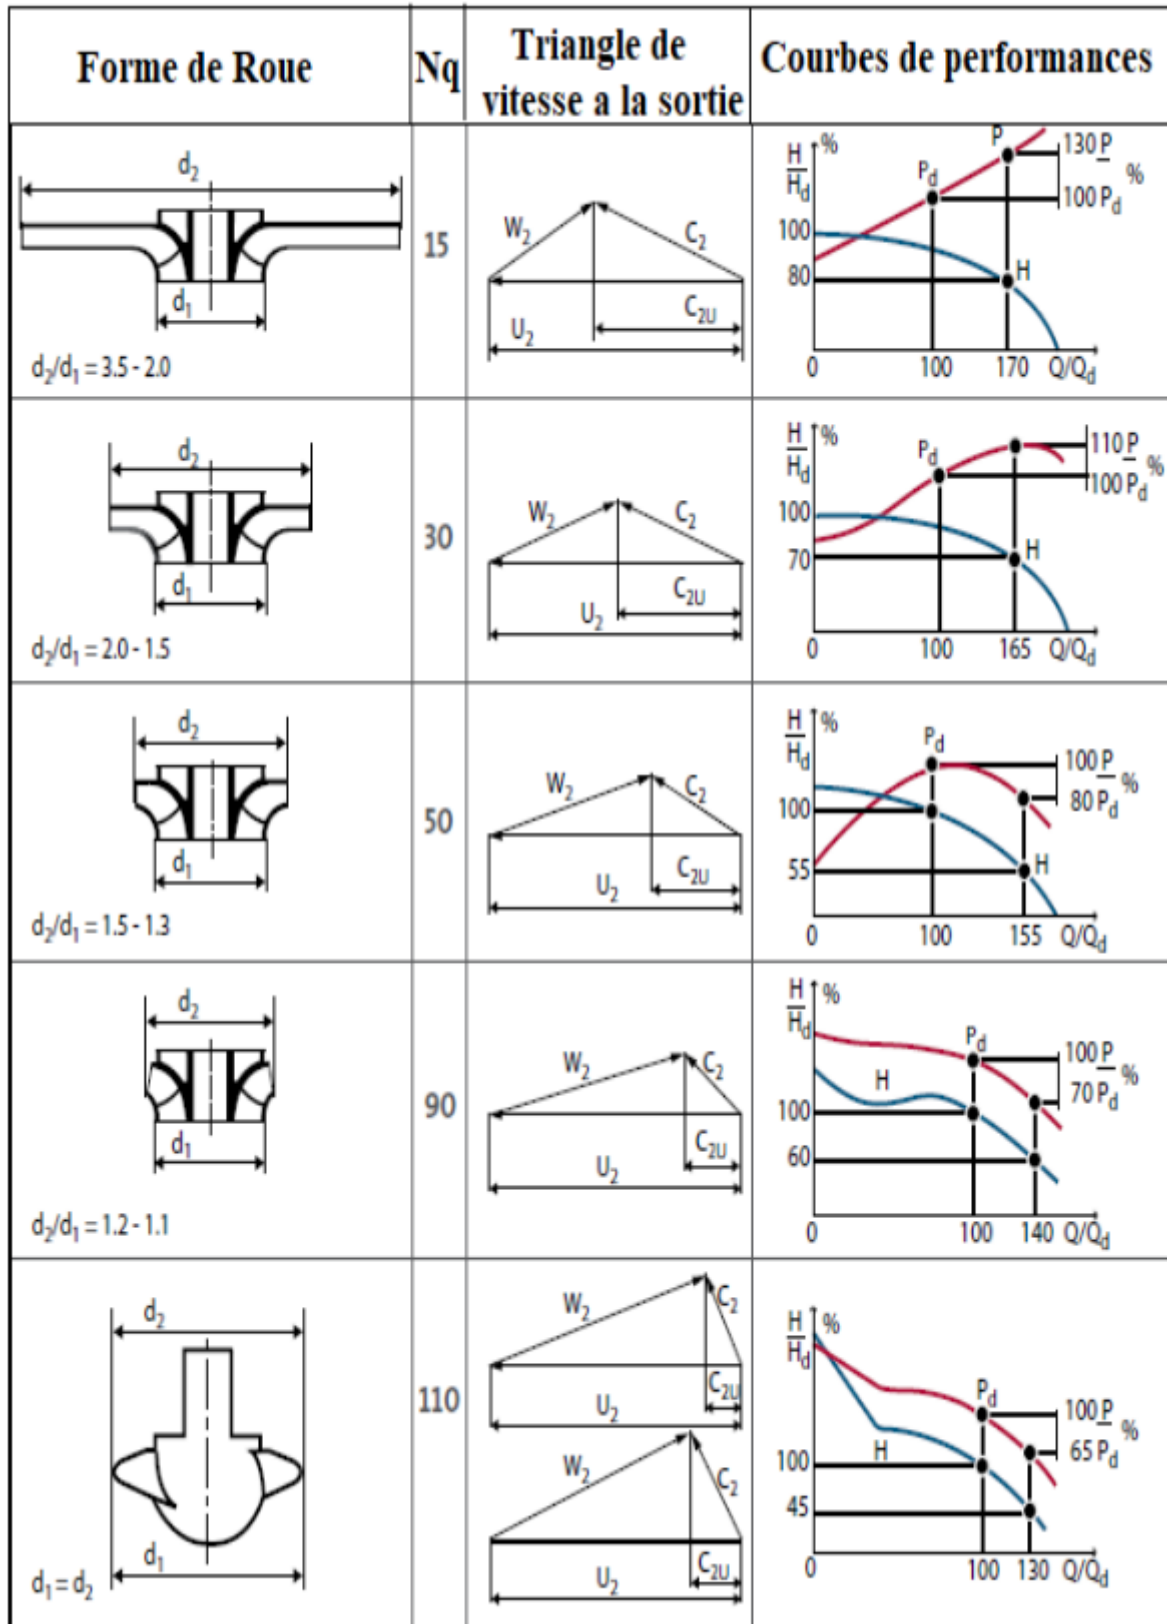 Forme de Roue
Nq
Triangle de
vitesse a la sortie
Courbes de performances
d2
d1
d2/d1 = 3.5 - 2.0
15
W2
C2
C2U
U2
H
Hd
%
P
Pd
130 P
100 Pd
%
100
80
H
0
100
170
Q/Qd
d2
d1
d2/d1 = 2.0 - 1.5
30
W2
C2
C2U
U2
H
Hd
%
Pd
110 P
100 Pd
%
100
70
H
0
100
165
Q/Qd
d2
d1
d2/d1 = 1.5 - 1.3
50
W2
C2
C2U
U2
H
Hd
%
Pd
100 P
80 Pd
%
100
55
H
0
100
155
Q/Qd
d2
d1
d2/d1 = 1.2 - 1.1
90
W2
C2
C2U
U2
H
Hd
%
Pd
100 P
70 Pd
%
H
100
60
0
100
140
Q/Qd
d2
d1
d1 = d2
110
W2
C2
C2U
U2
W2
C2
C2U
U2
H
Hd
%
Pd
100 P
65 Pd
%
100
H
45
0
100
130
Q/Qd